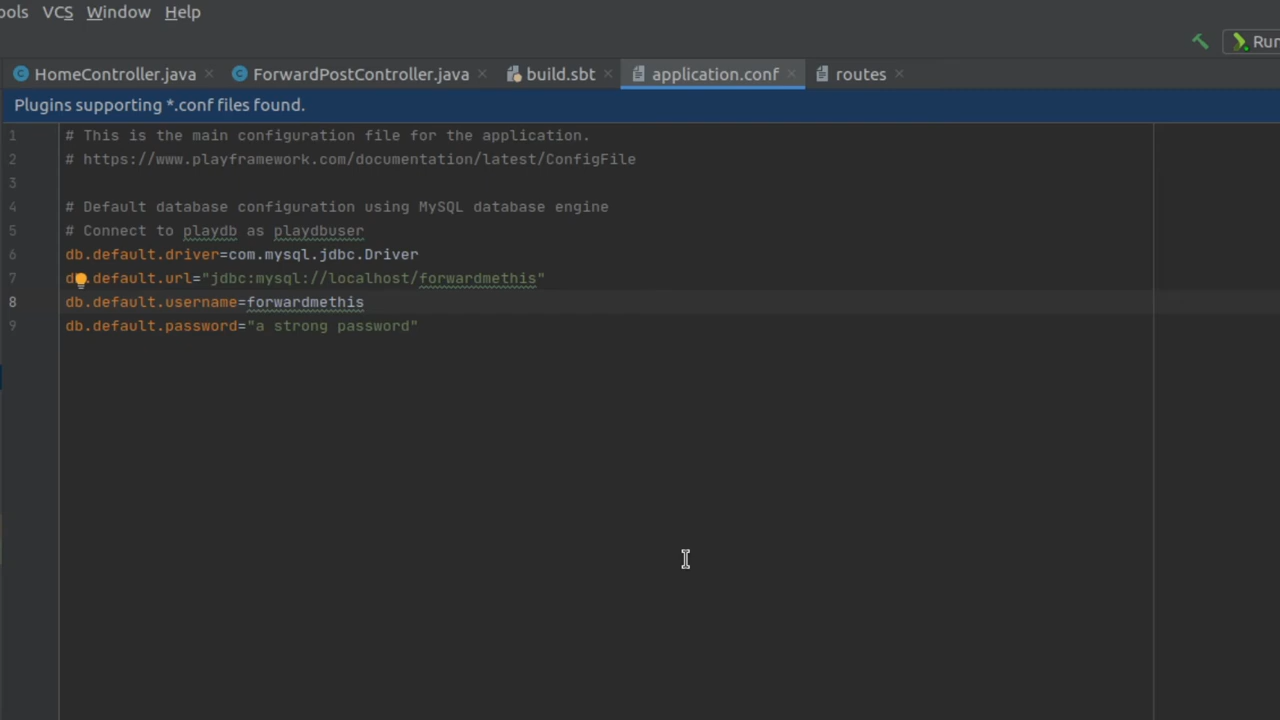 ools VCS Window Help
Run
HomeController.java ForwardPostController.java build.sbt application.conf routes
Plugins supporting *.conf files found.
1 # This is the main configuration file for the application.
2 # https://www.playframework.com/documentation/latest/ConfigFile
3
4 # Default database configuration using MySQL database engine
5 # Connect to playdb as playdbuser
6 db.default.driver=com.mysql.jdbc.Driver
7 db.default.url="jdbc:mysql://localhost/forwardmethis"
8 db.default.username=forwardmethis
9 db.default.password="a strong password"